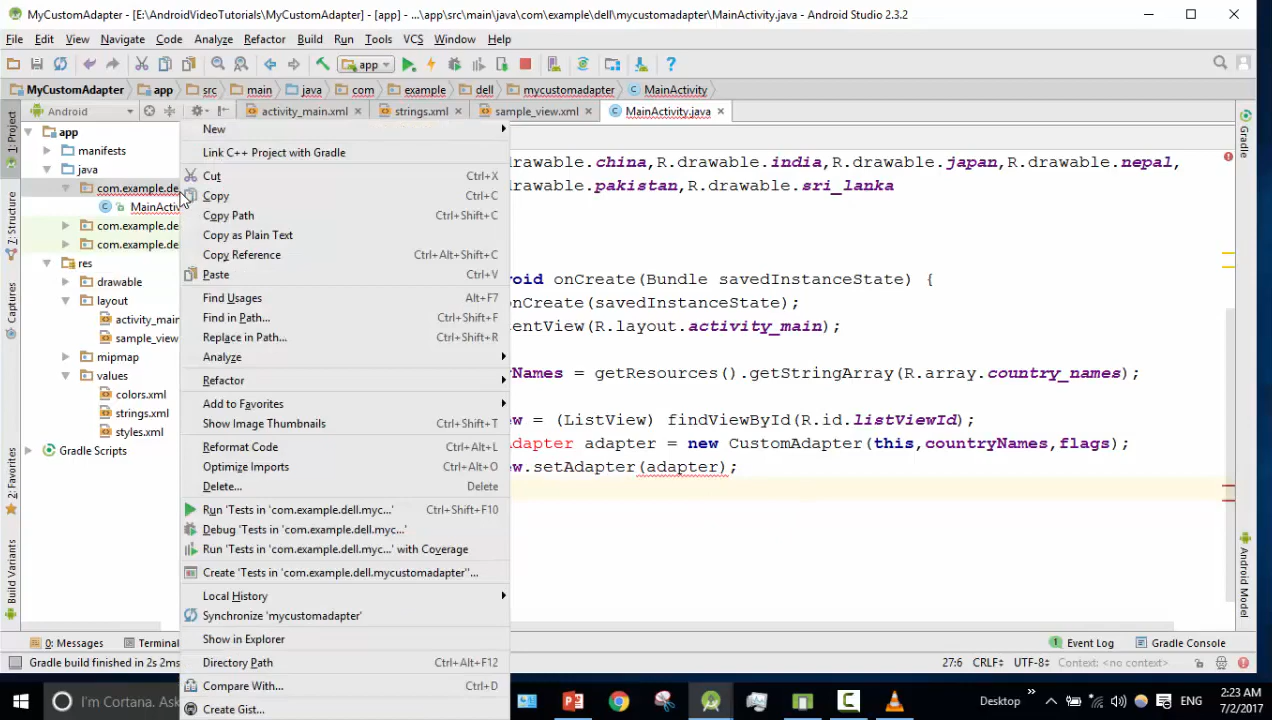 MyCustomAdapter - [E:\AndroidVideoTutorials\MyCustomAdapter] - [app] - ...\app\src\main\java\com\example\dell\mycustomadapter\MainActivity.java - Android Studio 2.3.2
File Edit View Navigate Code Analyze Refactor Build Run Tools VCS Window Help
app
MyCustomAdapter app src main java com example dell mycustomadapter MainActivity
Android activity_main.xml strings.xml sample_view.xml MainActivity.java
1: Project
Z: Structure
Captures
2: Favorites
Build Variants
app
manifests
java
com.example.de
MainActiv
com.example.de
com.example.de
res
drawable
layout
activity_main
sample_view
mipmap
values
colors.xml
strings.xml
styles.xml
Gradle Scripts
New
Link C++ Project with Gradle
Cut Ctrl+X
Copy Ctrl+C
Copy Path Ctrl+Shift+C
Copy as Plain Text
Copy Reference Ctrl+Alt+Shift+C
Paste Ctrl+V
Find Usages Alt+F7
Find in Path... Ctrl+Shift+F
Replace in Path... Ctrl+Shift+R
Analyze
Refactor
Add to Favorites
Show Image Thumbnails Ctrl+Shift+T
Reformat Code Ctrl+Alt+L
Optimize Imports Ctrl+Alt+O
Delete... Delete
Run 'Tests in 'com.example.dell.myc...' Ctrl+Shift+F10
Debug 'Tests in 'com.example.dell.myc...'
Run 'Tests in 'com.example.dell.myc...' with Coverage
Create 'Tests in 'com.example.dell.mycustomadapter''...
Local History
Synchronize 'mycustomadapter'
Show in Explorer
Directory Path Ctrl+Alt+F12
Compare With... Ctrl+D
Create Gist...
drawable.china,R.drawable.india,R.drawable.japan,R.drawable.nepal,
drawable.pakistan,R.drawable.sri_lanka
oid onCreate(Bundle savedInstanceState) {
onCreate(savedInstanceState);
entView(R.layout.activity_main);
yNames = getResources().getStringArray(R.array.country_names);
ew = (ListView) findViewById(R.id.listViewId);
Adapter adapter = new CustomAdapter(this,countryNames,flags);
ew.setAdapter(adapter);
Gradle
Android Model
0: Messages Terminal Event Log Gradle Console
Gradle build finished in 2s 2ms 27:6 CRLF÷ UTF-8÷ Context: <no context>
I'm Cortana. Ask Desktop ENG
2:23 AM
7/2/2017